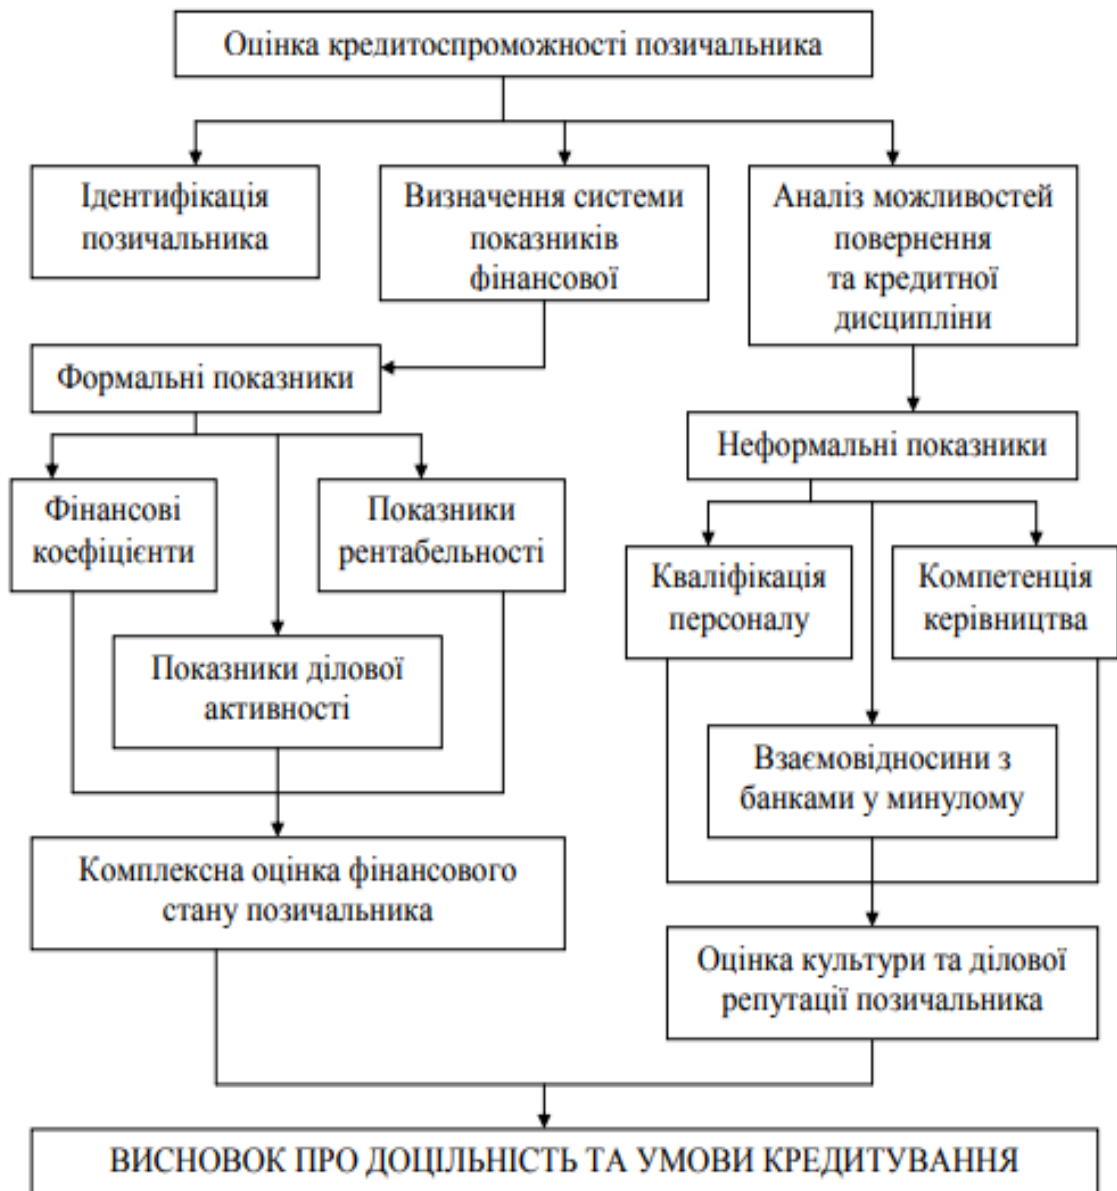 Оцінка кредитоспроможності позичальника
Ідентифікація
позичальника
Визначення системи
показників
фінансової
Аналіз можливостей
повернення
та кредитної
дисципліни
Формальні показники
Неформальні показники
Фінансові
коефіцієнти
Показники
рентабельності
Кваліфікація
персоналу
Компетенція
керівництва
Показники ділової
активності
Взаємовідносини з
банками у минулому
Комплексна оцінка фінансового
стану позичальника
Оцінка культури та ділової
репутації позичальника
ВИСНОВОК ПРО ДОЦІЛЬНІСТЬ ТА УМОВИ КРЕДИТУВАННЯ